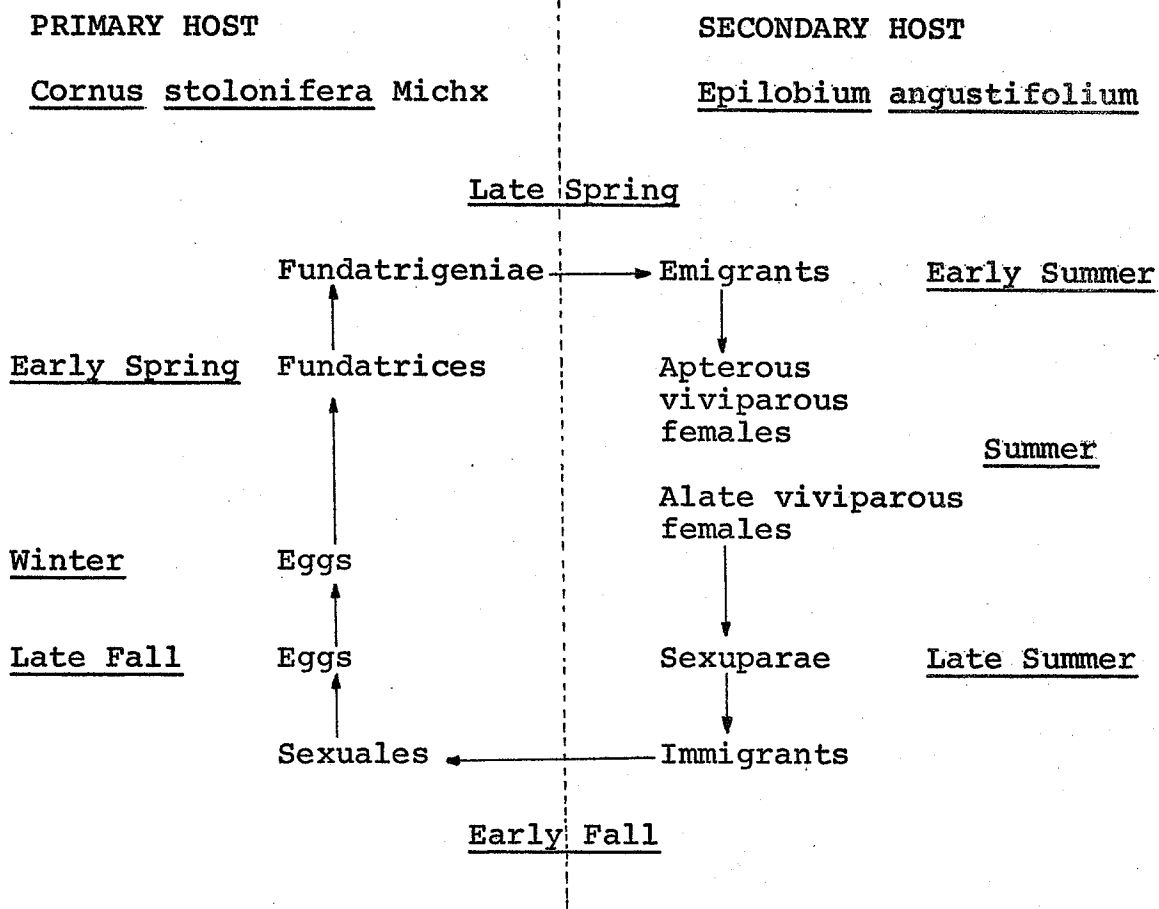 PRIMARY HOST
SECONDARY HOST
Cornus stolonifera Michx
Epilobium angustifolium
Late Spring
Fundatrigeniae
Emigrants
Early Summer
Early Spring
Fundatrices
Apterous
viviparous
females
Summer
Alate viviparous
females
Winter
Eggs
Late Fall
Eggs
Sexuparae
Late Summer
Sexuales
Immigrants
Early Fall